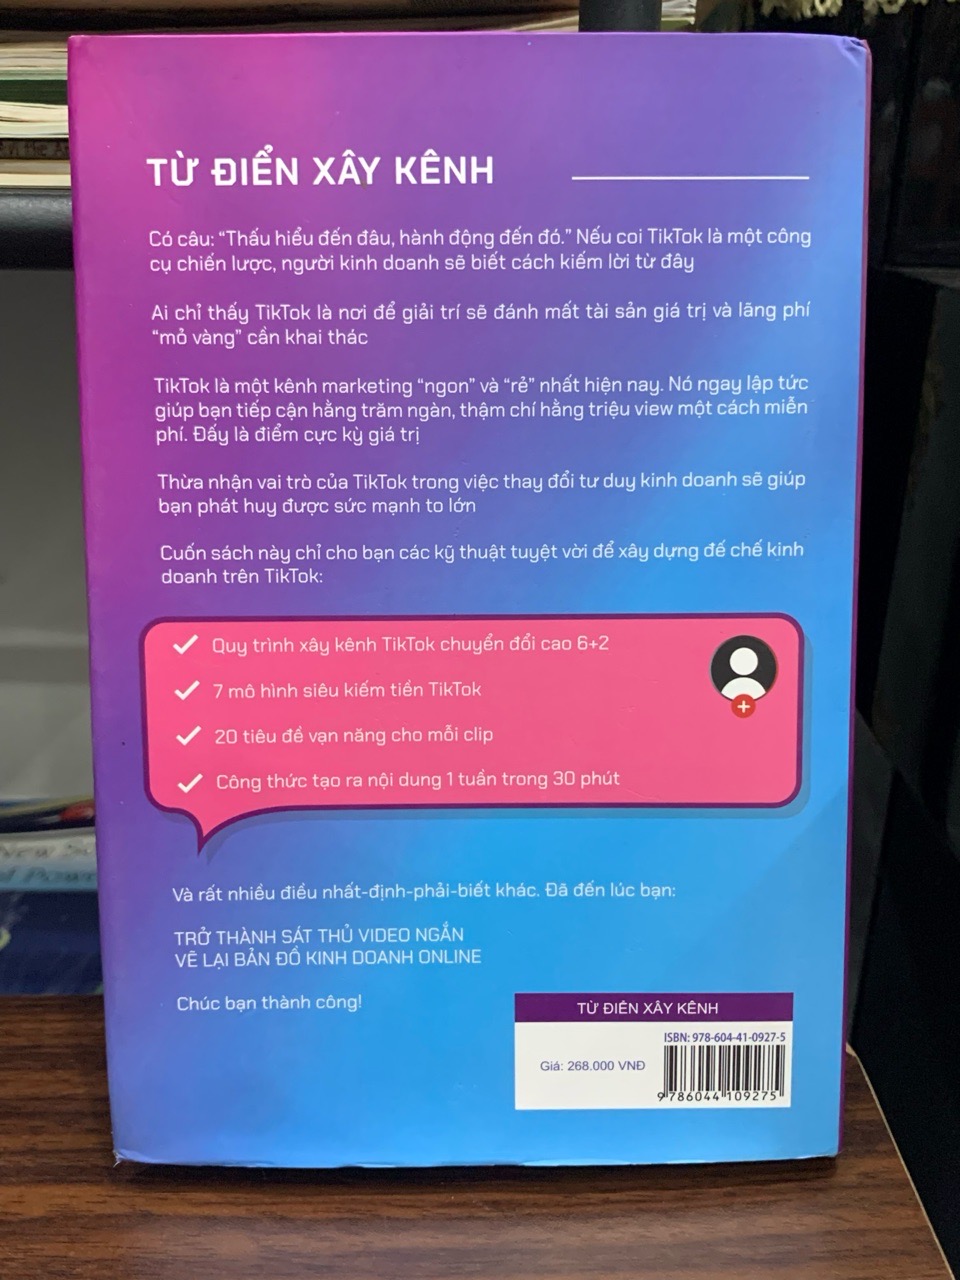 TỪ ĐIỂN XÂY KÊNH
Có câu: “Thấu hiểu đến đâu, hành động đến đó.” Nếu coi TikTok là một công
cụ chiến lược, người kinh doanh sẽ biết cách kiếm lời từ đây
Ai chỉ thấy TikTok là nơi để giải trí sẽ đánh mất tài sản giá trị và lãng phí
“mỏ vàng” cần khai thác
TikTok là một kênh marketing “ngon” và “rẻ” nhất hiện nay. Nó ngay lập tức
giúp bạn tiếp cận hằng trăm ngàn, thậm chí hằng triệu view một cách miễn
phí. Đấy là điểm cực kỳ giá trị
Thừa nhận vai trò của TikTok trong việc thay đổi tư duy kinh doanh sẽ giúp
bạn phát huy được sức mạnh to lớn
Cuốn sách này chỉ cho bạn các kỹ thuật tuyệt vời để xây dựng đế chế kinh
doanh trên TikTok:
Quy trình xây kênh TikTok chuyển đổi cao 6+2
7 mô hình siêu kiếm tiền TikTok
20 tiêu đề vạn năng cho mỗi clip
Công thức tạo ra nội dung 1 tuần trong 30 phút
Và rất nhiều điều nhất-định-phải-biết khác. Đã đến lúc bạn:
TRỞ THÀNH SÁT THỦ VIDEO NGẮN
VẼ LẠI BẢN ĐỒ KINH DOANH ONLINE
Chúc bạn thành công!
TỪ ĐIỂN XÂY KÊNH
ISBN: 978-604-41-0927-5
Giá: 268.000 VNĐ
9 786044 109275